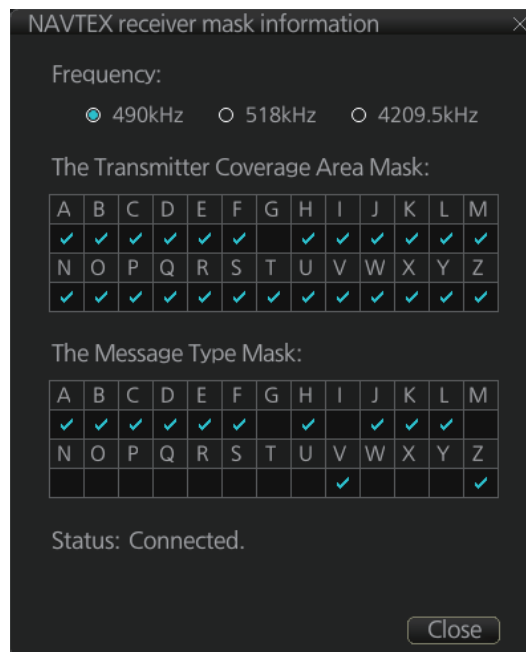 NAVTEX receiver mask information
Frequency:
490kHz 518kHz 4209.5kHz
The Transmitter Coverage Area Mask:
A B C D E F G H I J K L M
N O P Q R S T U V W X Y Z
The Message Type Mask:
A B C D E F G H I J K L M
N O P Q R S T U V W X Y Z
Status: Connected.
Close